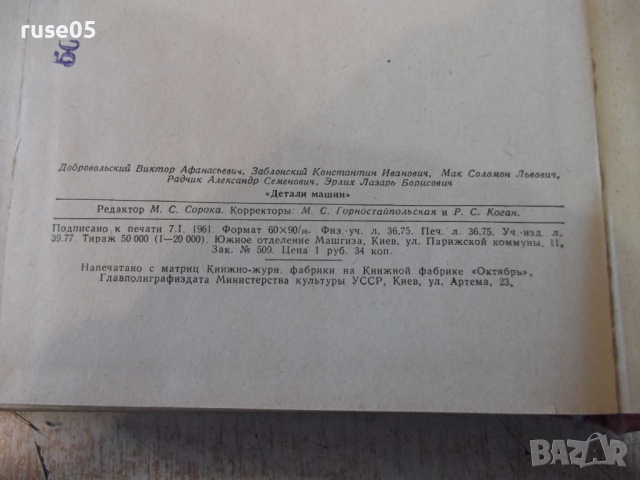 ruse05
Добровольский Виктор Афанасьевич, Заблонский Константин Иванович, Мак Соломон Львович,
Радчик Александр Семенович, Эрлих Лазарь Борисович
«Детали машин»
Редактор М. С. Сорока. Корректоры: М. С. Горностайпольская и Р. С. Коган.
Подписано к печати 7.I. 1961. Формат 60×90/16. Физ.-уч. л. 36,75. Печ. л. 36,75. Уч.-изд. л.
39.77. Тираж 50 000 (1—20 000). Южное отделение Машгиза, Киев, ул. Парижской коммуны, 11.
Зак. № 509. Цена 1 руб. 34 коп.
Напечатано с матриц Книжно-журн. фабрики на Книжной фабрике «Октябрь»,
Главполиграфиздата Министерства культуры УССР, Киев, ул. Артема, 23.
ruse05
BAZAR